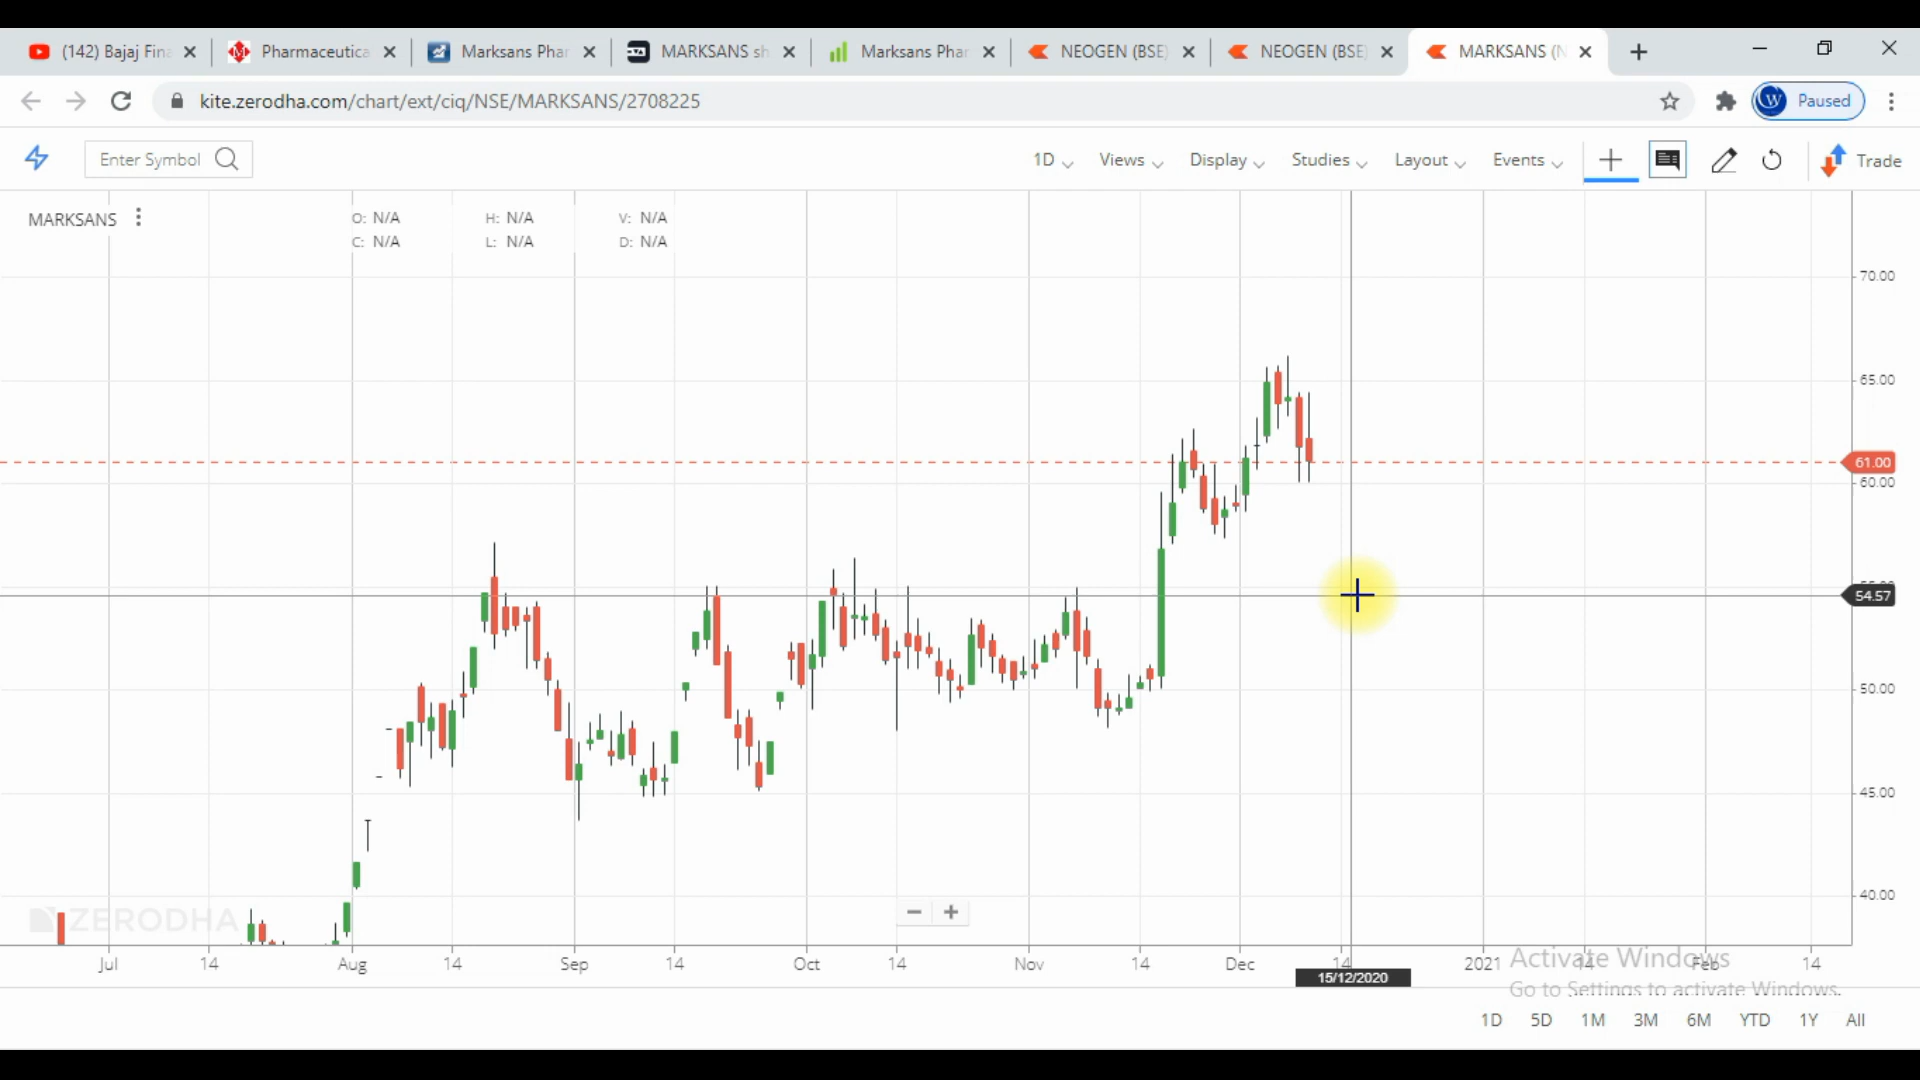 (142) Bajaj Fin
Pharmaceutica
Marksans Phar
MARKSANS sh
Marksans Phar
NEOGEN (BSE)
NEOGEN (BSE)
MARKSANS (N
kite.zerodha.com/chart/ext/ciq/NSE/MARKSANS/2708225
W Paused
Enter Symbol
1D Views Display Studies Layout Events Trade
MARKSANS
O: N/A H: N/A V: N/A
C: N/A L: N/A D: N/A
70.00
65.00
61.00
60.00
54.57
50.00
45.00
40.00
ZERODHA
Jul 14 Aug 14 Sep 14 Oct 14 Nov 14 Dec 14 2021 14 Feb 14
15/12/2020
Activate Windows
Go to Settings to activate Windows.
1D 5D 1M 3M 6M YTD 1Y All